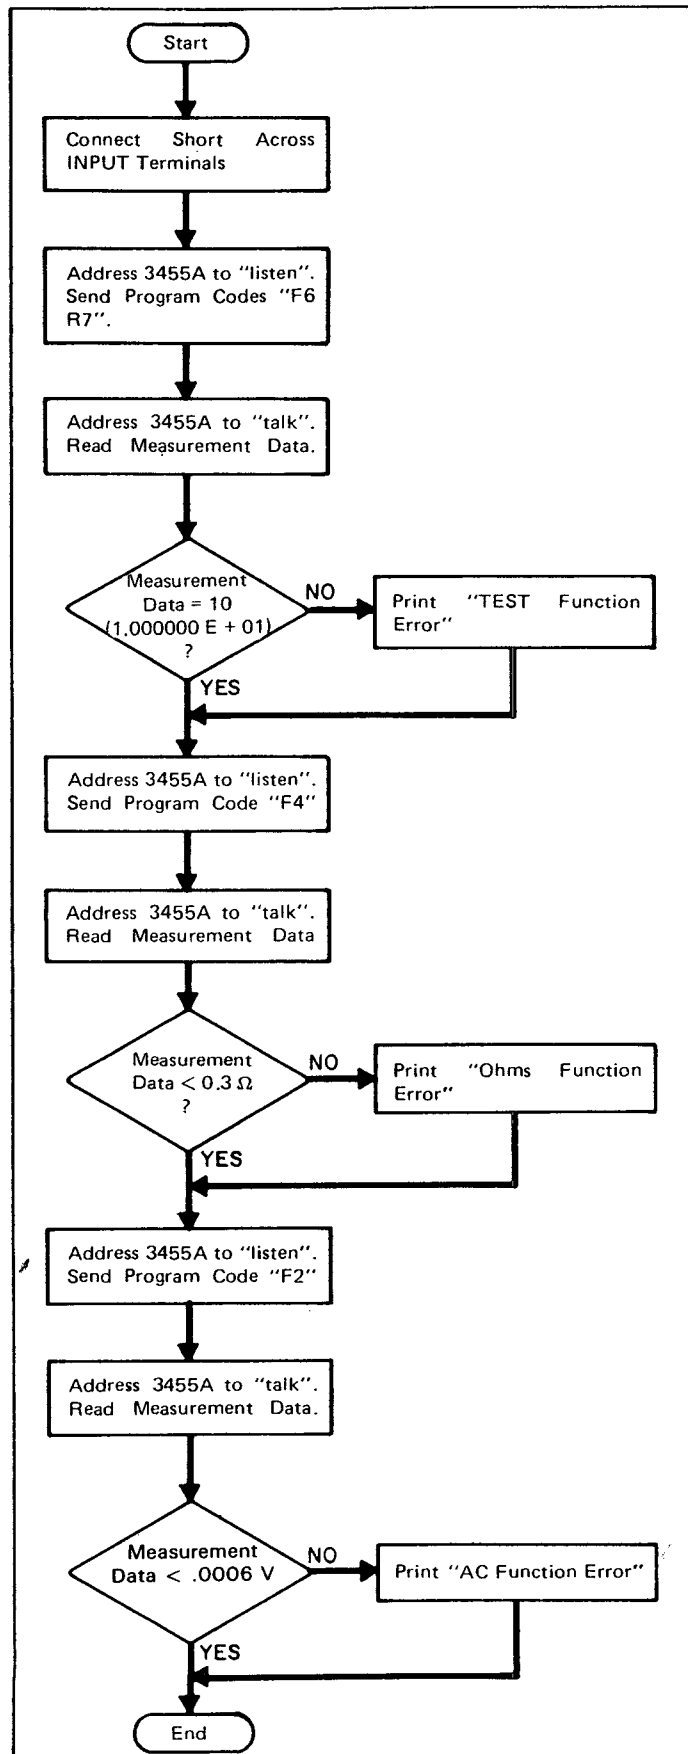 Start
Connect Short Across
INPUT Terminals
Address 3455A to "listen".
Send Program Codes "F6
R7".
Address 3455A to "talk".
Read Measurement Data.
Measurement
Data = 10
(1.000000 E + 01)
?
NO
Print "TEST Function
Error"
YES
Address 3455A to "listen".
Send Program Code "F4"
Address 3455A to "talk".
Read Measurement Data
Measurement
Data < 0.3 Ω
?
NO
Print "Ohms Function
Error"
YES
Address 3455A to "listen".
Send Program Code "F2"
Address 3455A to "talk".
Read Measurement Data.
Measurement
Data < .0006 V
NO
Print "AC Function Error"
YES
End